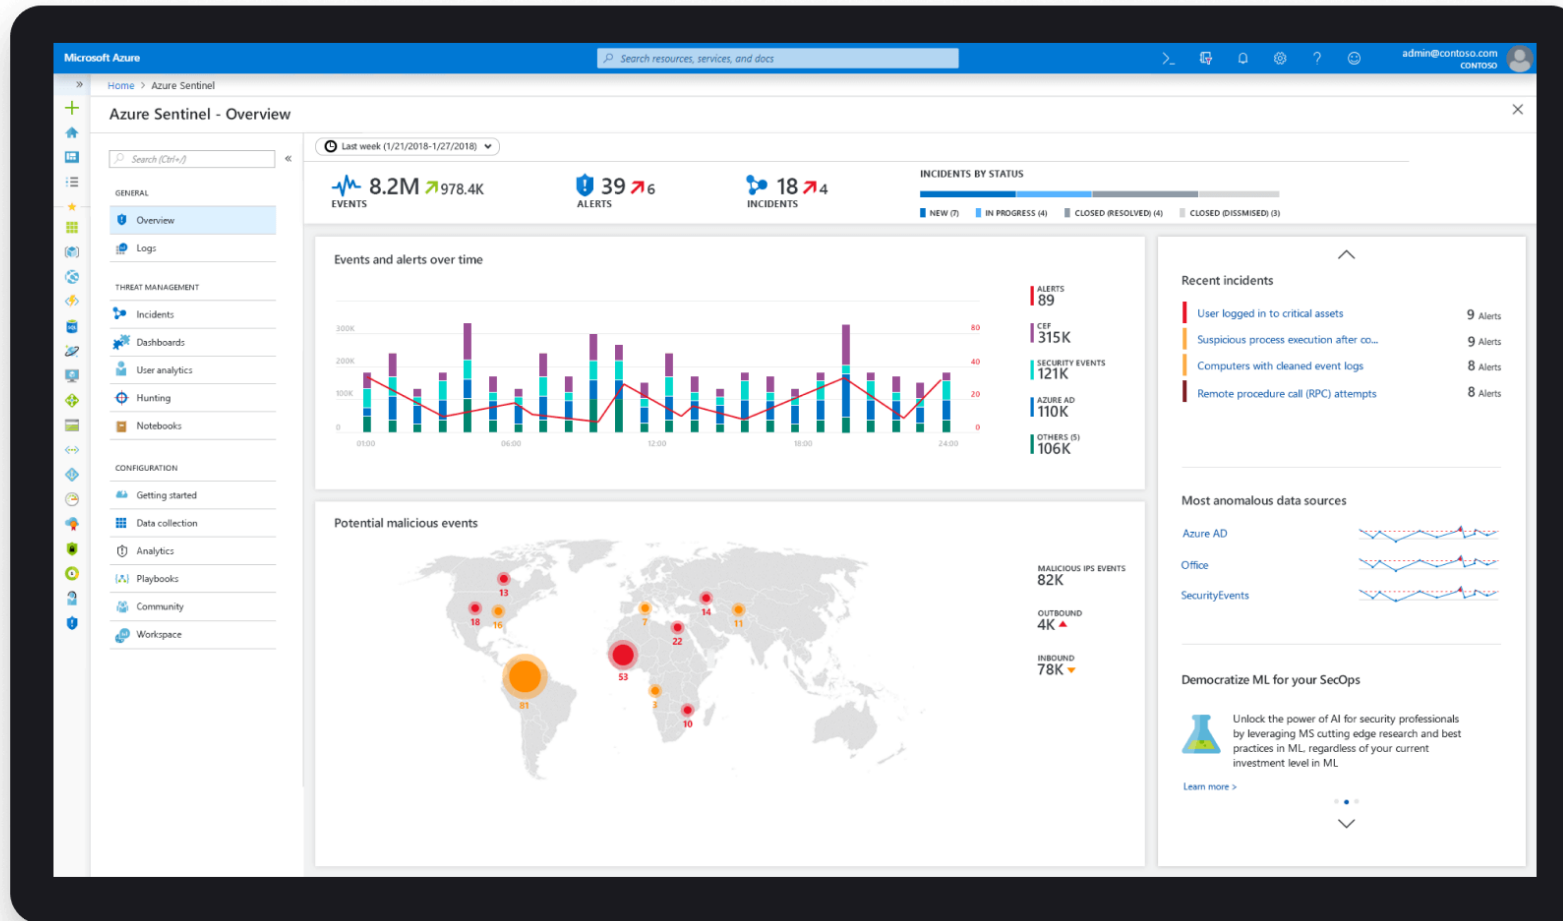 Microsoft Azure
Search resources, services, and docs
admin@contoso.com
CONTOSO
Home > Azure Sentinel
Azure Sentinel - Overview
Search (Ctrl+/)
GENERAL
Overview
Logs
THREAT MANAGEMENT
Incidents
Dashboards
User analytics
Hunting
Notebooks
CONFIGURATION
Getting started
Data collection
Analytics
Playbooks
Community
Workspace
Last week (1/21/2018-1/27/2018)
8.2M 978.4K
EVENTS
39 6
ALERTS
18 4
INCIDENTS
INCIDENTS BY STATUS
NEW (7) IN PROGRESS (4) CLOSED (RESOLVED) (4) CLOSED (DISSMISED) (3)
Events and alerts over time
300K
200K
100K
0
80
40
20
0
01:00 06:00 12:00 18:00 24:00
ALERTS
89
CEF
315K
SECURITY EVENTS
121K
AZURE AD
110K
OTHERS (5)
106K
Potential malicious events
13
18
16
81
53
7
22
14
11
3
10
MALICIOUS IPS EVENTS
82K
OUTBOUND
4K
INBOUND
78K
Recent incidents
User logged in to critical assets 9 Alerts
Suspicious process execution after co... 9 Alerts
Computers with cleaned event logs 8 Alerts
Remote procedure call (RPC) attempts 8 Alerts
Most anomalous data sources
Azure AD
Office
SecurityEvents
Democratize ML for your SecOps
Unlock the power of AI for security professionals
by leveraging MS cutting edge research and best
practices in ML, regardless of your current
investment level in ML
Learn more >